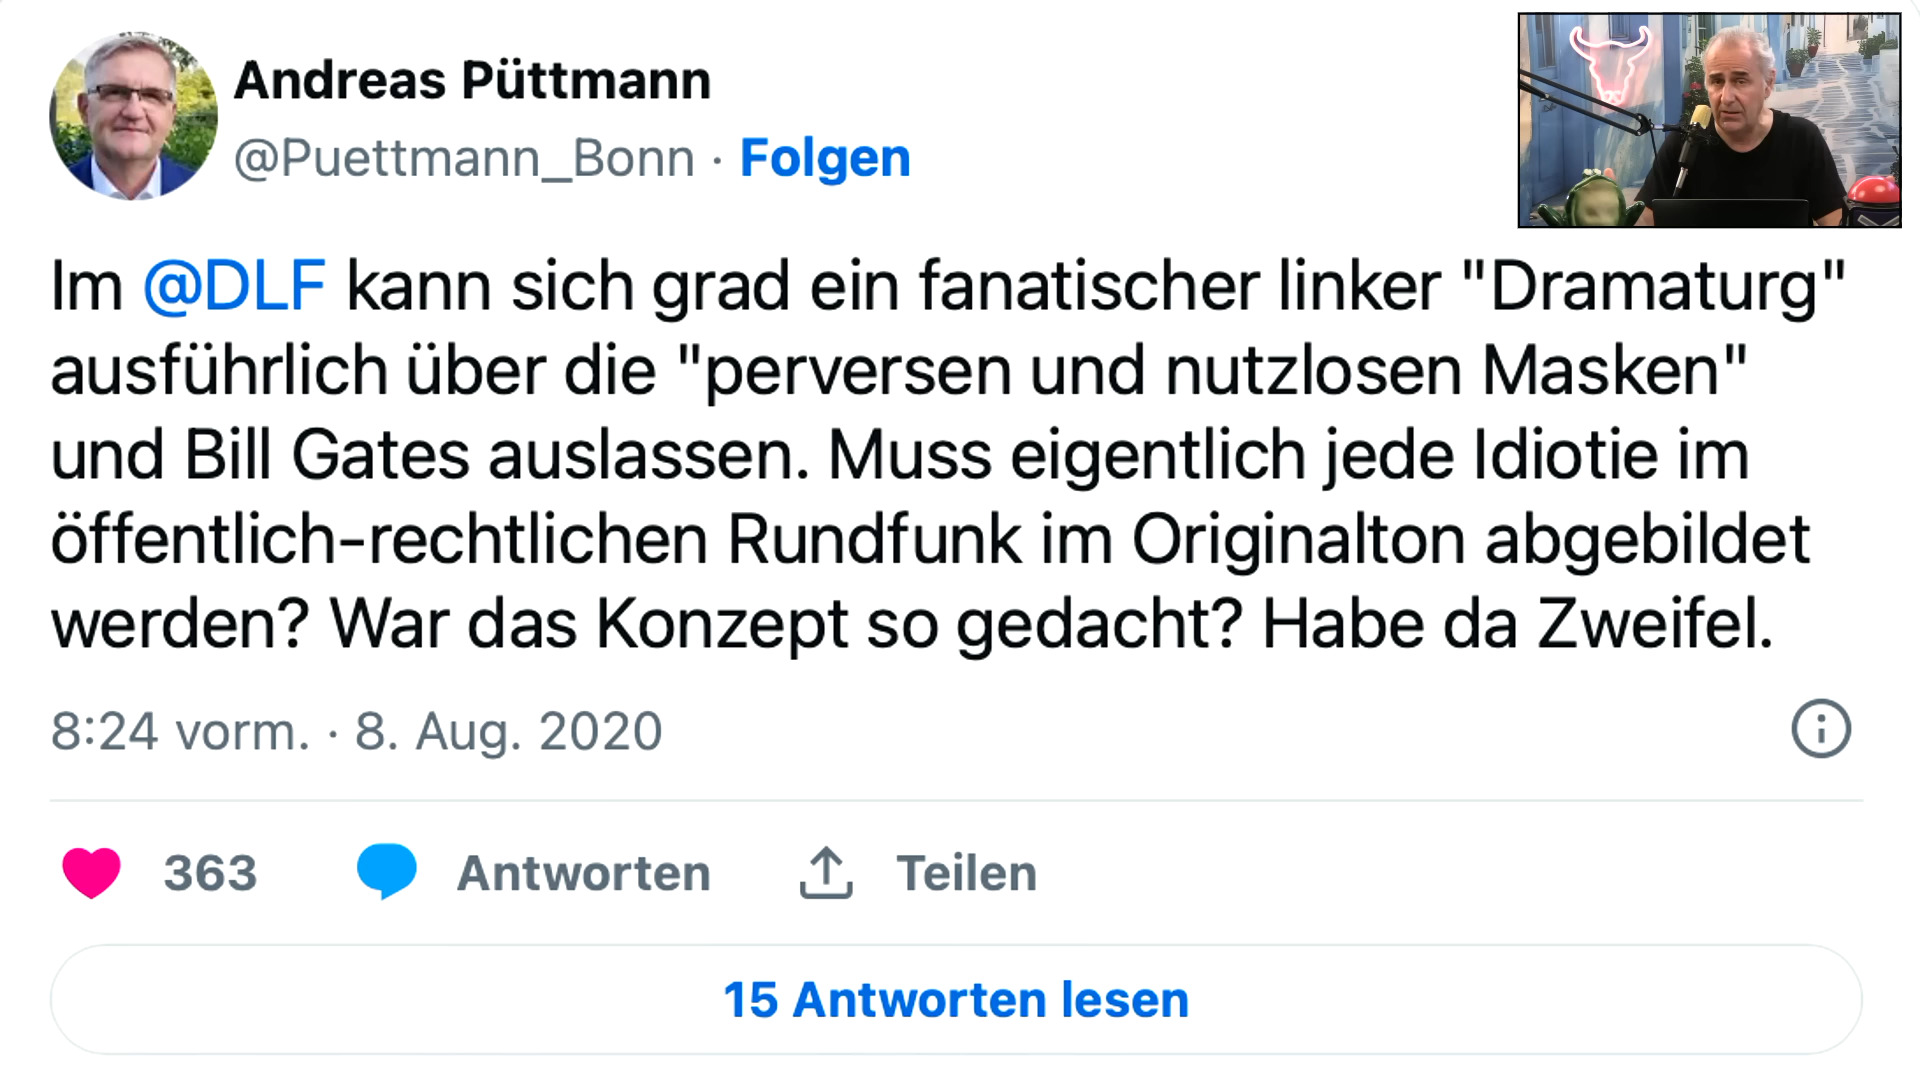 Andreas Püttmann
@Puettmann_Bonn · Folgen
Im @DLF kann sich grad ein fanatischer linker "Dramaturg"
ausführlich über die "perversen und nutzlosen Masken"
und Bill Gates auslassen. Muss eigentlich jede Idiotie im
öffentlich-rechtlichen Rundfunk im Originalton abgebildet
werden? War das Konzept so gedacht? Habe da Zweifel.
8:24 vorm. · 8. Aug. 2020
363 Antworten Teilen
15 Antworten lesen